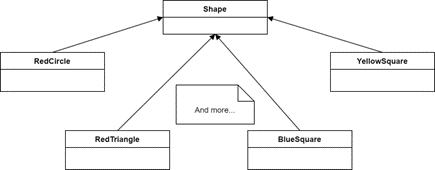 Shape
RedCircle
YellowSquare
And more...
RedTriangle
BlueSquare